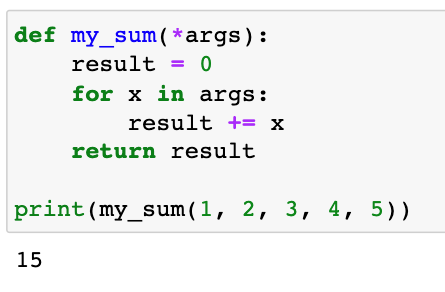 def my_sum(*args):
    result = 0
    for x in args:
        result += x
    return result

print(my_sum(1, 2, 3, 4, 5))
15